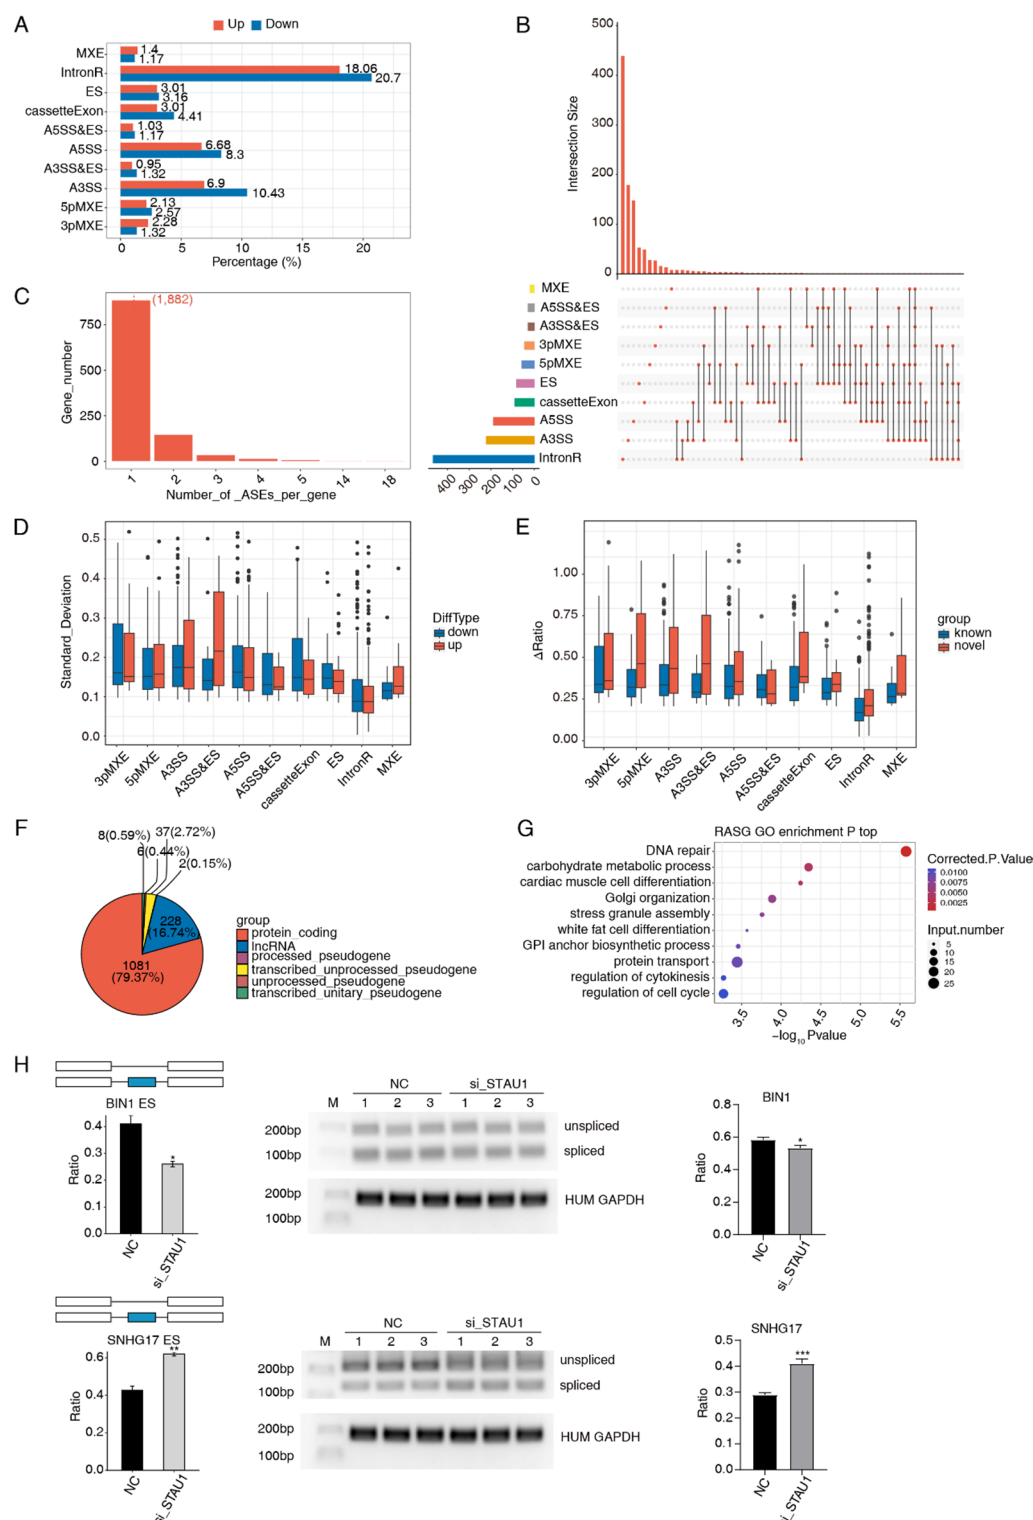 A
Up Down
MXE
1.4
1.17
IntronR
18.06
20.7
ES
3.01
3.16
cassetteExon
3.01
4.41
A5SS&ES
1.03
1.17
A5SS
6.68
8.3
A3SS&ES
0.95
1.32
A3SS
6.9
10.43
5pMXE
2.13
2.57
3pMXE
2.28
1.32
0 5 10 15 20
Percentage (%)
B
Intersection Size
500
400
300
200
100
0
MXE
A5SS&ES
A3SS&ES
3pMXE
5pMXE
ES
cassetteExon
A5SS
A3SS
IntronR
400 300 200 100 0
C
(1,882)
Gene_number
750
500
250
0
1 2 3 4 5 14 18
Number_of _ASEs_per_gene
D
Standard_Deviation
0.5
0.4
0.3
0.2
0.1
0.0
3pMXE 5pMXE A3SS A3SS&ES A5SS A5SS&ES cassetteExon ES IntronR MXE
DiffType
down
up
E
ΔRatio
1.00
0.75
0.50
0.25
0.00
3pMXE 5pMXE A3SS A3SS&ES A5SS A5SS&ES cassetteExon ES IntronR MXE
group
known
novel
F
8(0.59%) 37(2.72%)
6(0.44%)
2(0.15%)
228
(16.74%)
1081
(79.37%)
group
protein_coding
lncRNA
processed_pseudogene
transcribed_unprocessed_pseudogene
unprocessed_pseudogene
transcribed_unitary_pseudogene
G
RASG GO enrichment P top
DNA repair
carbohydrate metabolic process
cardiac muscle cell differentiation
Golgi organization
stress granule assembly
white fat cell differentiation
GPI anchor biosynthetic process
protein transport
regulation of cytokinesis
regulation of cell cycle
3.5 4.0 4.5 5.0 5.5
−log10 Pvalue
Corrected.P.Value
0.0100
0.0075
0.0050
0.0025
Input.number
5
10
15
20
25
H
BIN1 ES
Ratio
0.4
0.3
0.2
0.1
0.0
*
NC si_STAU1
NC si_STAU1
M 1 2 3 1 2 3
200bp
100bp
unspliced
spliced
200bp
100bp
HUM GAPDH
BIN1
Ratio
0.8
0.6
0.4
0.2
0.0
*
NC si_STAU1
SNHG17 ES
Ratio
0.6
0.4
0.2
0.0
**
NC si_STAU1
NC si_STAU1
M 1 2 3 1 2 3
200bp
100bp
unspliced
spliced
200bp
100bp
HUM GAPDH
SNHG17
Ratio
0.5
0.4
0.3
0.2
0.1
0.0
***
NC si_STAU1